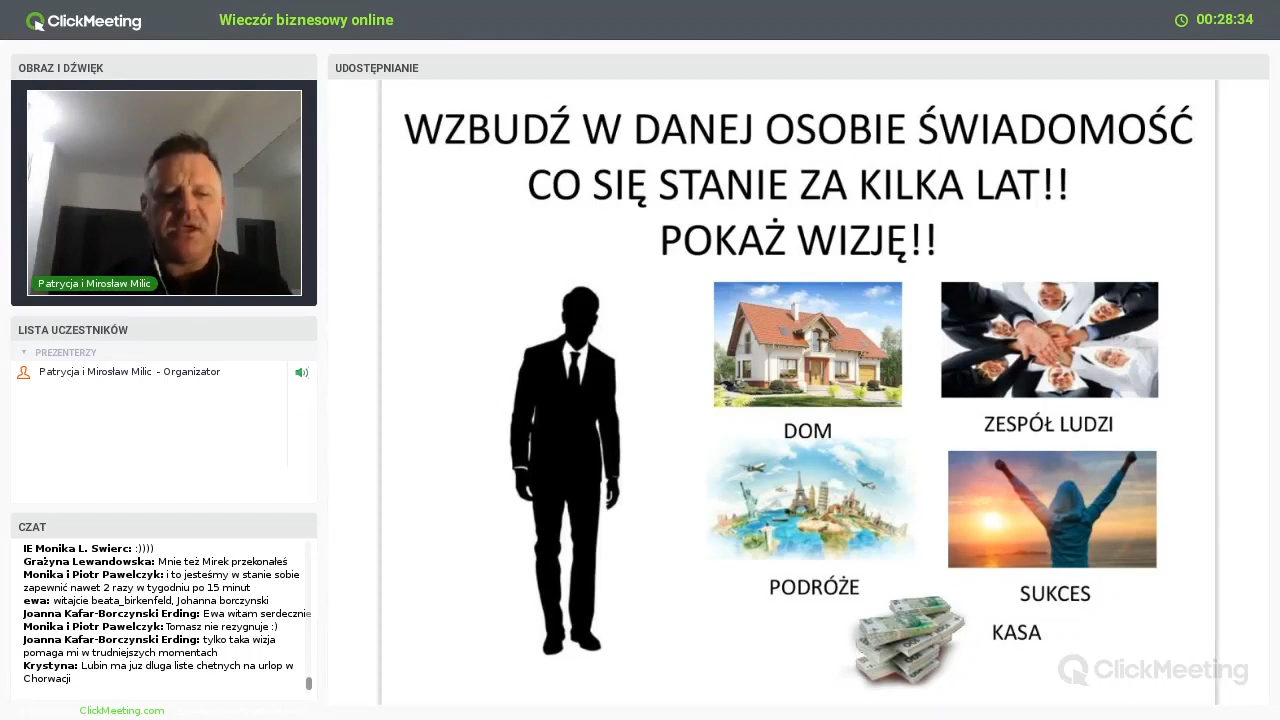 ClickMeeting
Wieczór biznesowy online
00:28:34
OBRAZ I DŹWIĘK
Patrycja i Mirosław Milic
LISTA UCZESTNIKÓW
PREZENTERZY
Patrycja i Mirosław Milic - Organizator
CZAT
IE Monika L. Swierc: :))))
Grażyna Lewandowska: Mnie też Mirek przekonałeś
Monika i Piotr Pawelczyk: i to jesteśmy w stanie sobie
zapewnić nawet 2 razy w tygodniu po 15 minut
ewa: witajcie beata_birkenfeld, Johanna borczynski
Joanna Kafar-Borczynski Erding: Ewa witam serdecznie
Monika i Piotr Pawelczyk: Tomasz nie rezygnuje :)
Joanna Kafar-Borczynski Erding: tylko taka wizja
pomaga mi w trudniejszych momentach
Krystyna: Lubin ma juz dluga liste chetnych na urlop w
Chorwacji
ClickMeeting.com
UDOSTĘPNIANIE
WZBUDŹ W DANEJ OSOBIE ŚWIADOMOŚĆ
CO SIĘ STANIE ZA KILKA LAT!!
POKAŻ WIZJĘ!!
DOM
ZESPÓŁ LUDZI
PODRÓŻE
SUKCES
KASA
ClickMeeting